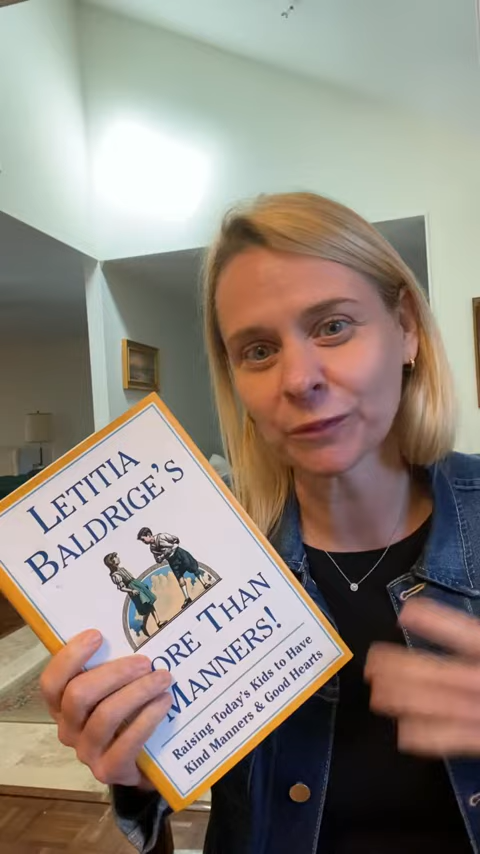 LETITIA
BALDRIGE'S
ORE THAN
MANNERS!
Raising Today's Kids to Have
Kind Manners & Good Hearts